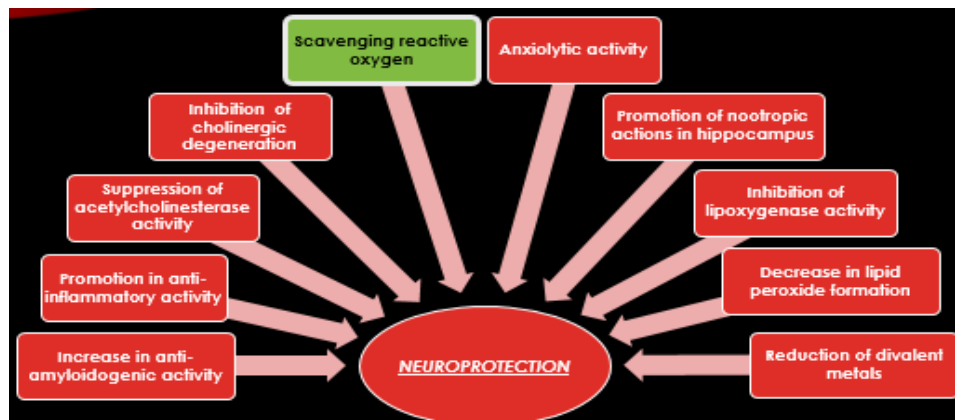 Scavenging reactive
oxygen
Anxiolytic activity
Inhibition of
cholinergic
degeneration
Promotion of nootropic
actions in hippocampus
Suppression of
acetylcholinesterase
activity
Inhibition of
lipoxygenase activity
Promotion in anti-
inflammatory activity
Decrease in lipid
peroxide formation
Increase in anti-
amyloidogenic activity
NEUROPROTECTION
Reduction of divalent
metals